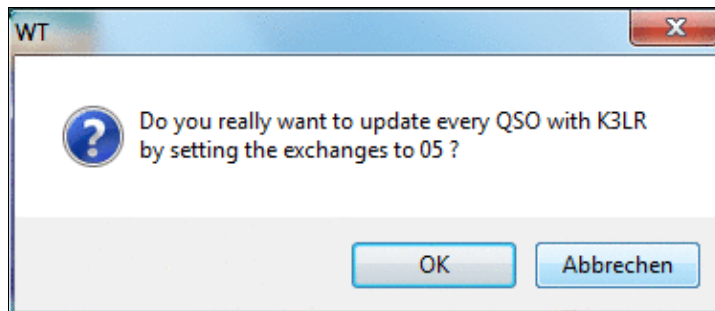 WT
Do you really want to update every QSO with K3LR
by setting the exchanges to 05 ?
OK
Abbrechen